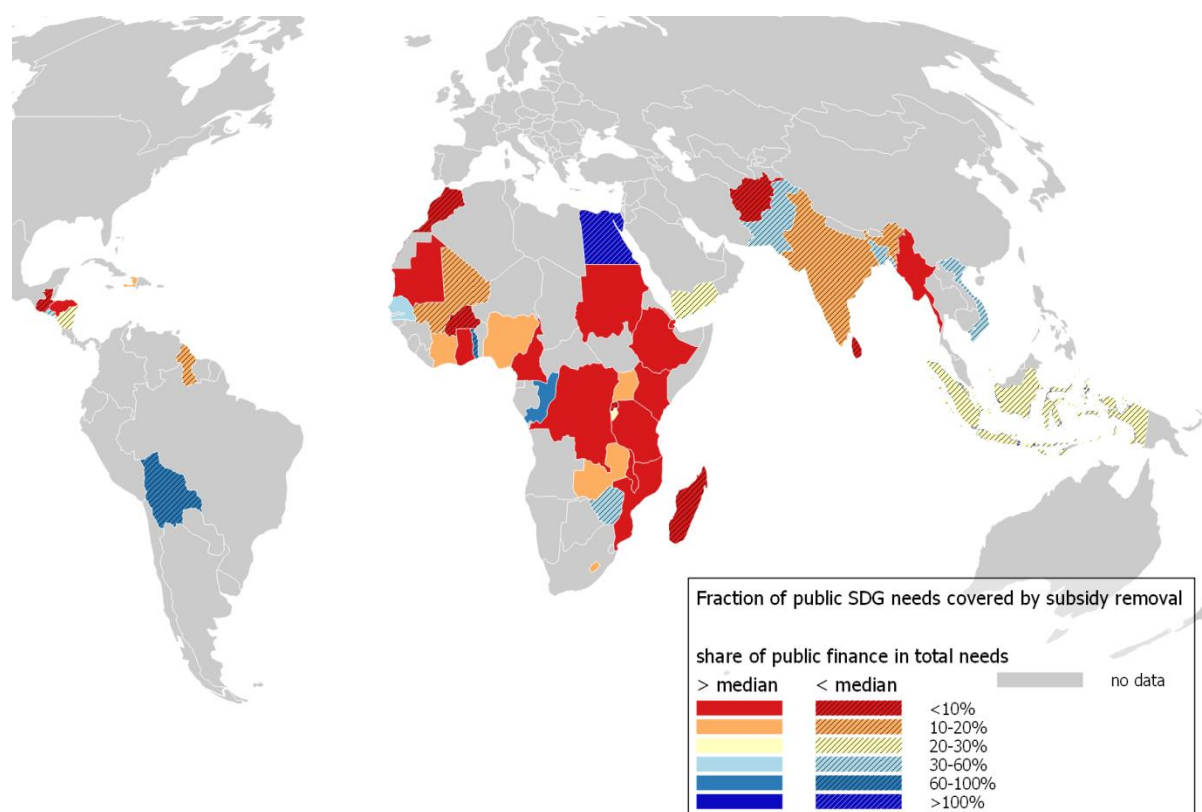 Fraction of public SDG needs covered by subsidy removal
share of public finance in total needs
> median < median no data
<10%
10-20%
20-30%
30-60%
60-100%
>100%